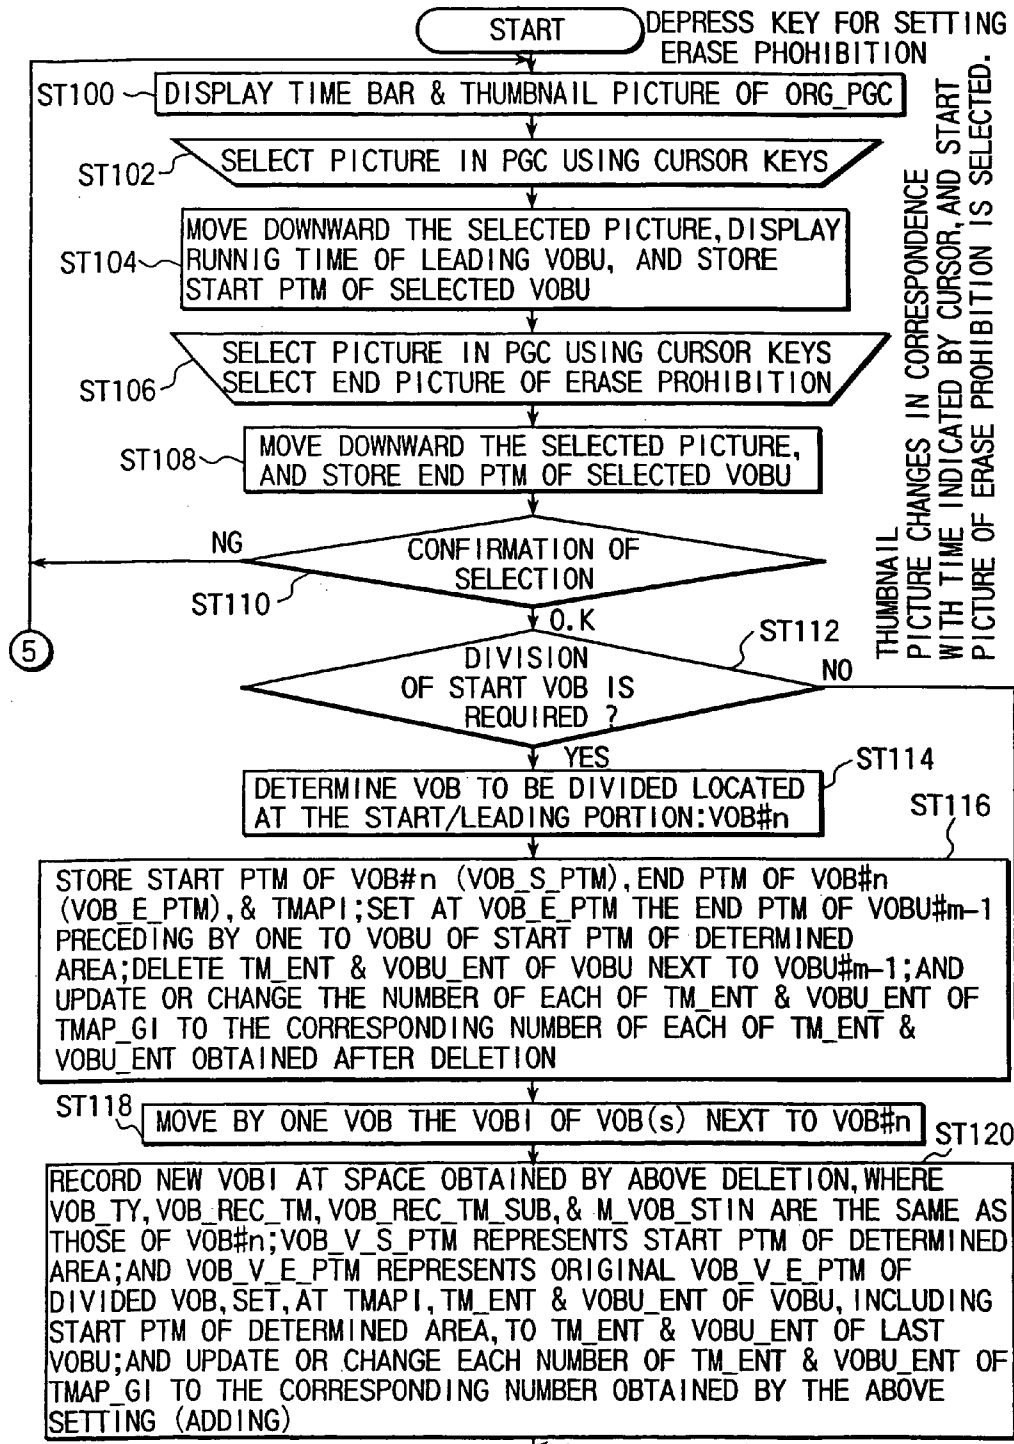 START
DEPRESS KEY FOR SETTING
ERASE PHOHIBITION
ST100
DISPLAY TIME BAR & THUMBNAIL PICTURE OF ORG_PGC
ST102
SELECT PICTURE IN PGC USING CURSOR KEYS
ST104
MOVE DOWNWARD THE SELECTED PICTURE, DISPLAY
RUNNIG TIME OF LEADING VOBU, AND STORE
START PTM OF SELECTED VOBU
ST106
SELECT PICTURE IN PGC USING CURSOR KEYS
SELECT END PICTURE OF ERASE PROHIBITION
ST108
MOVE DOWNWARD THE SELECTED PICTURE,
AND STORE END PTM OF SELECTED VOBU
THUMBNAIL
PICTURE CHANGES IN CORRESPONDENCE
WITH TIME INDICATED BY CURSOR, AND START
PICTURE OF ERASE PROHIBITION IS SELECTED.
NG
CONFIRMATION OF
SELECTION
ST110
O.K
5
ST112
DIVISION
OF START VOB IS
REQUIRED ?
NO
YES
ST114
DETERMINE VOB TO BE DIVIDED LOCATED
AT THE START/LEADING PORTION:VOB#n
ST116
STORE START PTM OF VOB#n (VOB_S_PTM), END PTM OF VOB#n
(VOB_E_PTM), & TMAPI;SET AT VOB_E_PTM THE END PTM OF VOBU#m-1
PRECEDING BY ONE TO VOBU OF START PTM OF DETERMINED
AREA;DELETE TM_ENT & VOBU_ENT OF VOBU NEXT TO VOBU#m-1;AND
UPDATE OR CHANGE THE NUMBER OF EACH OF TM_ENT & VOBU_ENT OF
TMAP_GI TO THE CORRESPONDING NUMBER OF EACH OF TM_ENT &
VOBU_ENT OBTAINED AFTER DELETION
ST118
MOVE BY ONE VOB THE VOBI OF VOB(s) NEXT TO VOB#n
ST120
RECORD NEW VOBI AT SPACE OBTAINED BY ABOVE DELETION, WHERE
VOB_TY, VOB_REC_TM, VOB_REC_TM_SUB, & M_VOB_STIN ARE THE SAME AS
THOSE OF VOB#n;VOB_V_S_PTM REPRESENTS START PTM OF DETERMINED
AREA;AND VOB_V_E_PTM REPRESENTS ORIGINAL VOB_V_E_PTM OF
DIVIDED VOB, SET, AT TMAPI, TM_ENT & VOBU_ENT OF VOBU, INCLUDING
START PTM OF DETERMINED AREA, TO TM_ENT & VOBU_ENT OF LAST
VOBU;AND UPDATE OR CHANGE EACH NUMBER OF TM_ENT & VOBU_ENT OF
TMAP_GI TO THE CORRESPONDING NUMBER OBTAINED BY THE ABOVE
SETTING (ADDING)